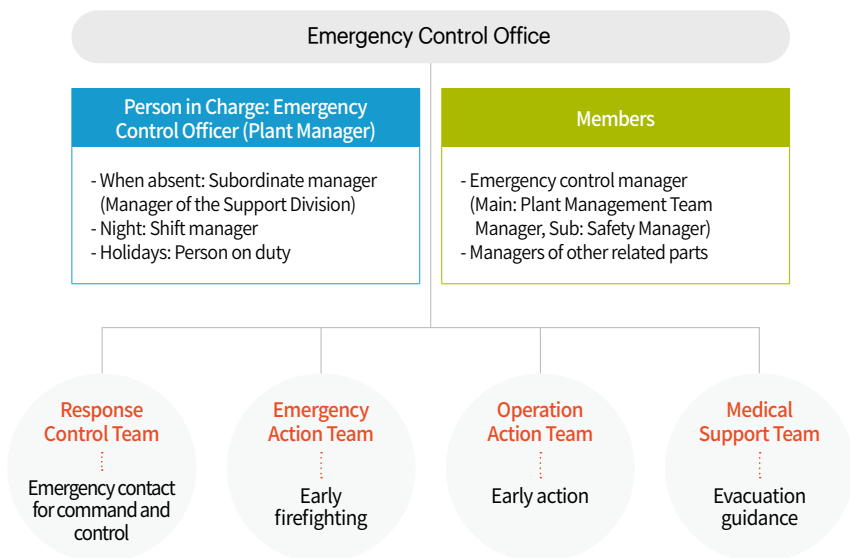 Emergency Control Office
Person in Charge: Emergency
Control Officer (Plant Manager)
- When absent: Subordinate manager
(Manager of the Support Division)
- Night: Shift manager
- Holidays: Person on duty
Members
- Emergency control manager
(Main: Plant Management Team
Manager, Sub: Safety Manager)
- Managers of other related parts
Response
Control Team
Emergency contact
for command and
control
Emergency
Action Team
Early
firefighting
Operation
Action Team
Early action
Medical
Support Team
Evacuation
guidance